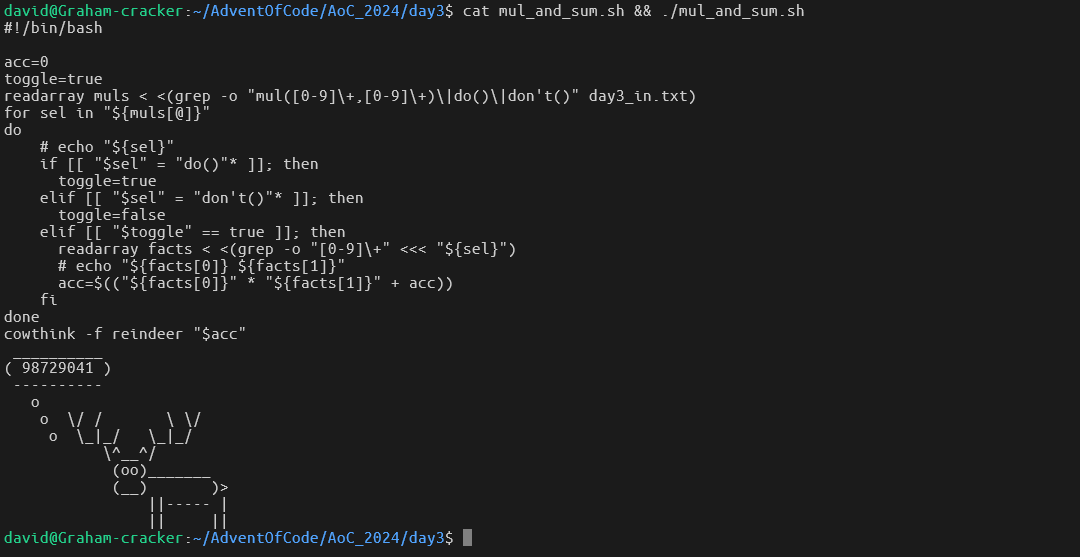 david@Graham-cracker:~/AdventOfCode/AoC_2024/day3$ cat mul_and_sum.sh && ./mul_and_sum.sh
#!/bin/bash

acc=0
toggle=true
readarray muls < <(grep -o "mul([0-9]\+,[0-9]\+)\|do()\|don't()" day3_in.txt)
for sel in "${muls[@]}"
do
    # echo "${sel}"
    if [[ "$sel" = "do()"* ]]; then
      toggle=true
    elif [[ "$sel" = "don't()"* ]]; then
      toggle=false
    elif [[ "$toggle" == true ]]; then
      readarray facts < <(grep -o "[0-9]\+" <<< "${sel}")
      # echo "${facts[0]} ${facts[1]}"
      acc=$(("${facts[0]}" * "${facts[1]}" + acc))
    fi
done
cowthink -f reindeer "$acc"
 __________
( 98729041 )
 ----------
   o
    o  \/ /       \ \/
     o  \_|_/   \_|_/
           \^__^/
            (oo)_______
            (__)       )>
                ||----- |
                ||     ||
david@Graham-cracker:~/AdventOfCode/AoC_2024/day3$